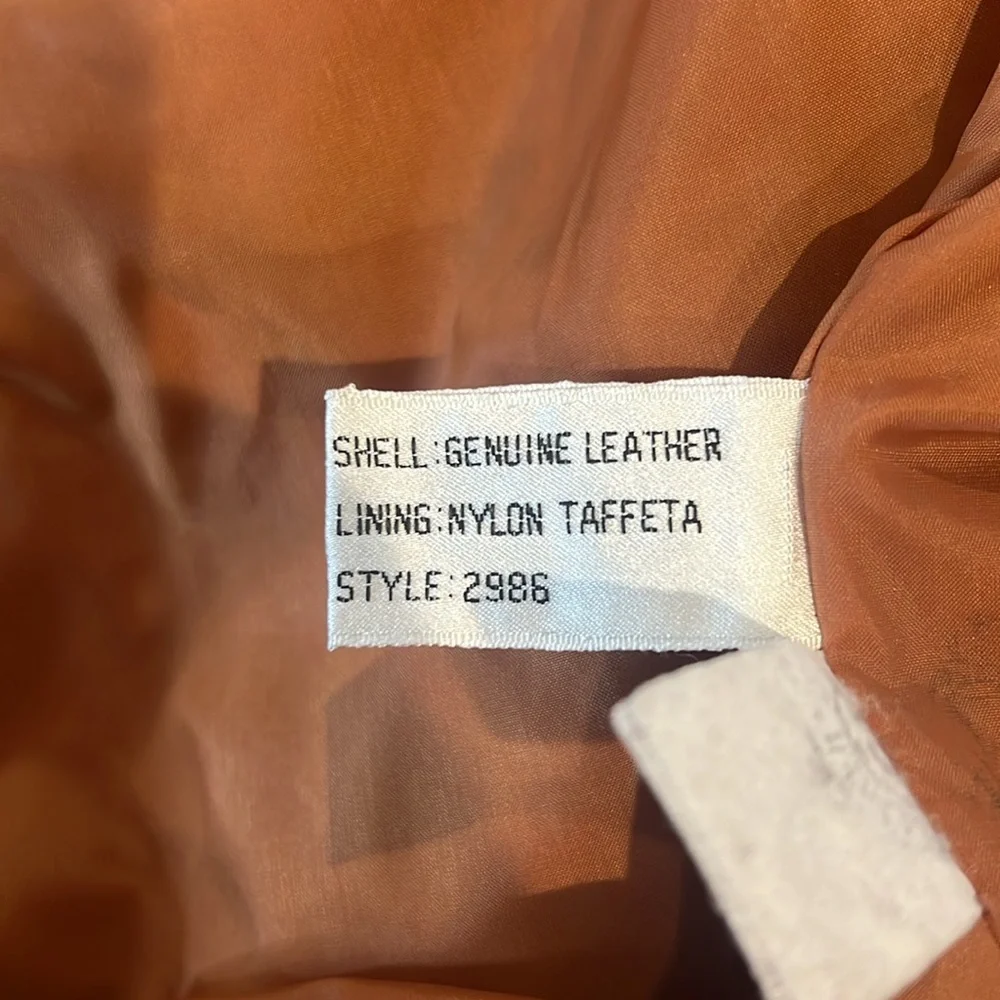 SHELL:GENUINE LEATHER
LINING:NYLON TAFFETA
STYLE:2986